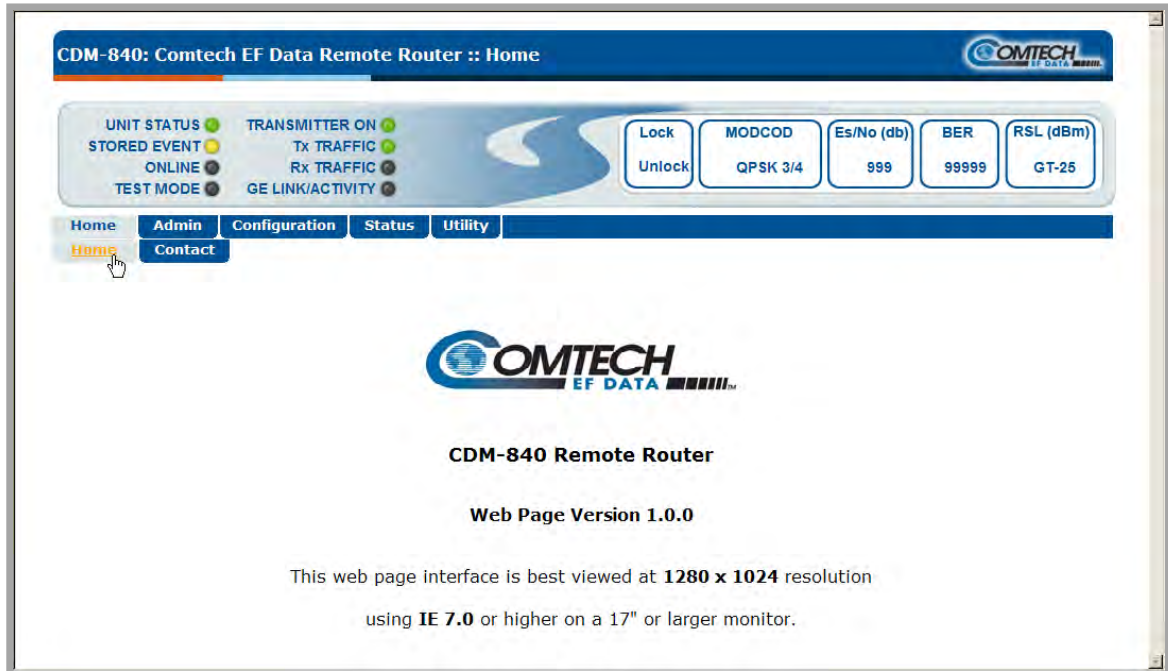 CDM-840: Comtech EF Data Remote Router :: Home
COMTECH
EF DATA
UNIT STATUS TRANSMITTER ON
STORED EVENT Tx TRAFFIC
ONLINE Rx TRAFFIC
TEST MODE GE LINK/ACTIVITY
Lock MODCOD Es/No (db) BER RSL (dBm)
Unlock QPSK 3/4 999 99999 GT-25
Home Admin Configuration Status Utility
Home Contact
COMTECH
EF DATA
CDM-840 Remote Router
Web Page Version 1.0.0
This web page interface is best viewed at 1280 x 1024 resolution
using IE 7.0 or higher on a 17" or larger monitor.